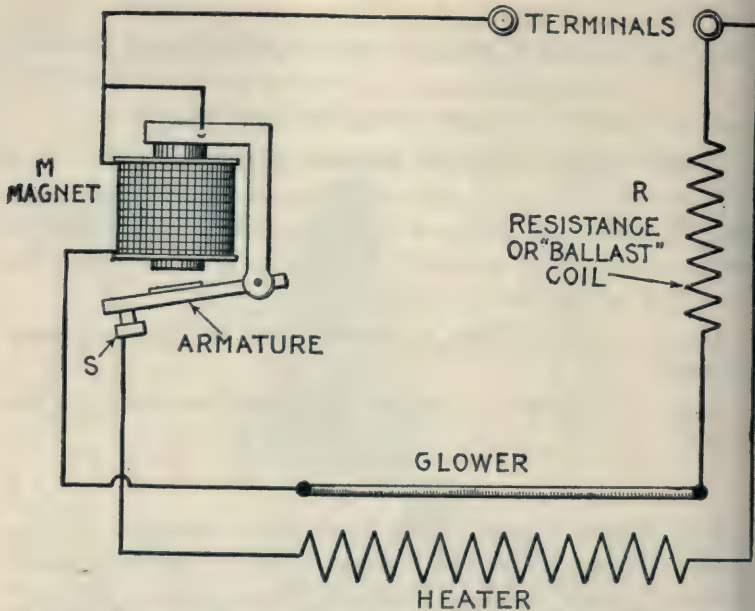 TERMINALS
M
MAGNET
R
RESISTANCE
OR "BALLAST"
COIL
ARMATURE
S
GLOWER
HEATER